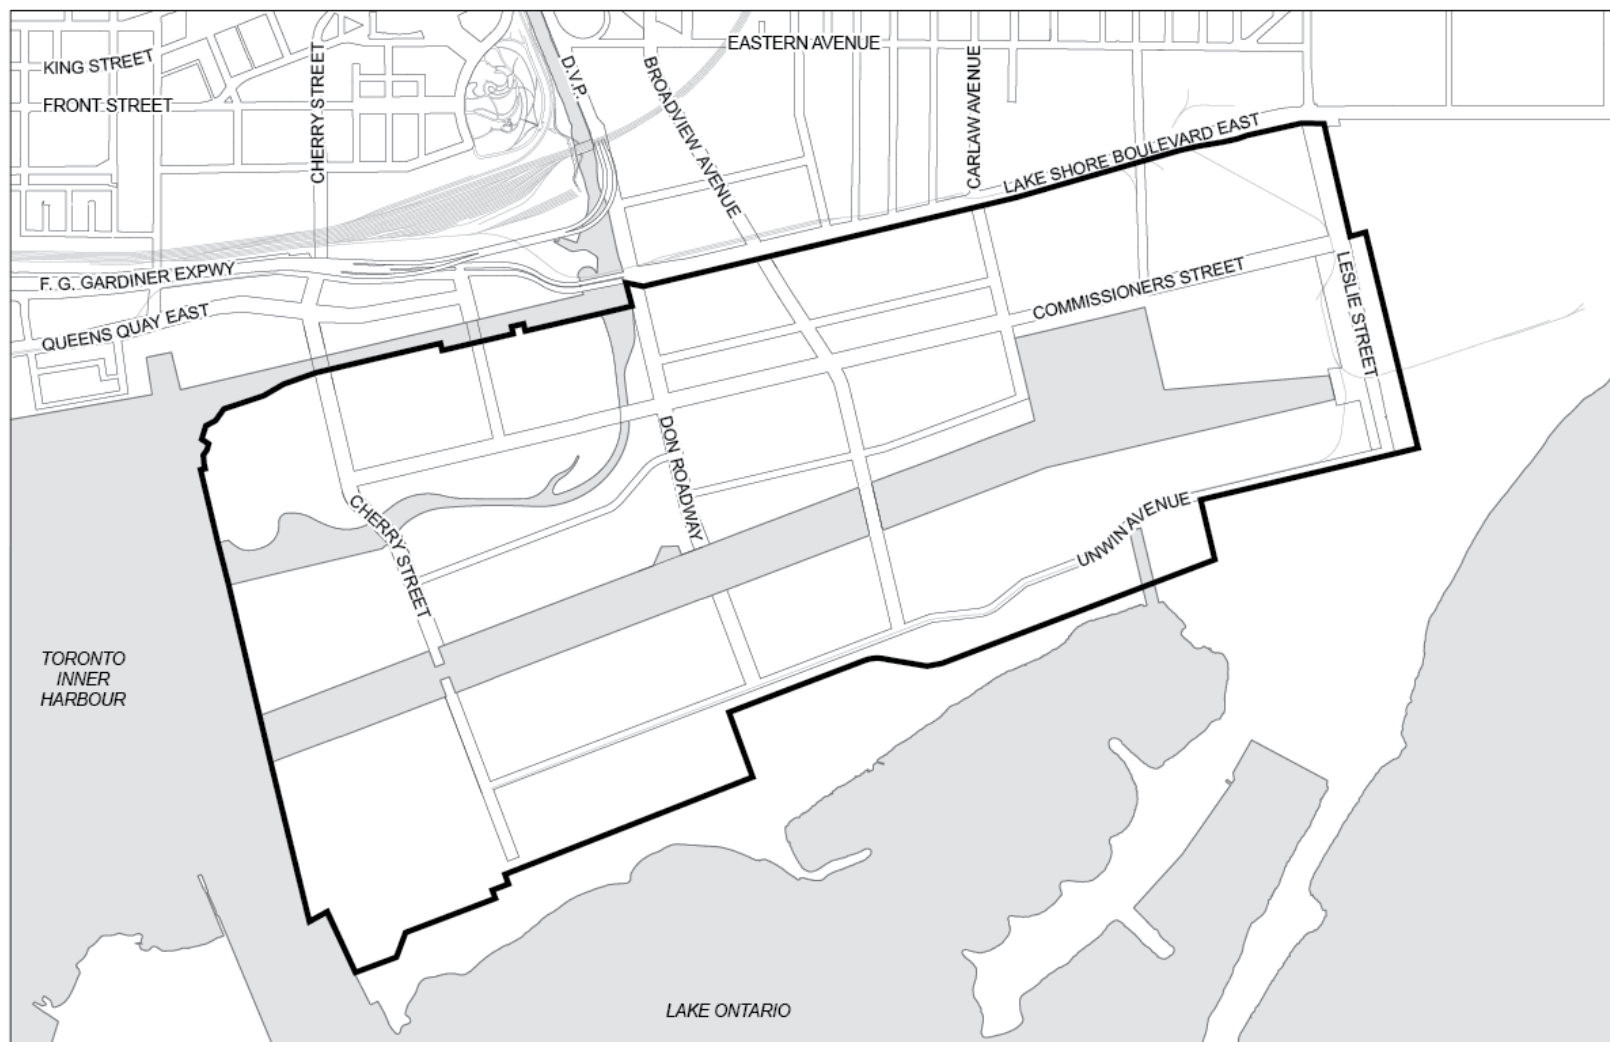 EASTERN AVENUE
KING STREET
FRONT STREET
CHERRY STREET
D.V.P.
BROADVIEW AVENUE
CARLAW AVENUE
LAKE SHORE BOULEVARD EAST
F. G. GARDINER EXPWY
QUEENS QUAY EAST
COMMISSIONERS STREET
LESLIE STREET
DON ROADWAY
CHERRY STREET
UNWIN AVENUE
TORONTO
INNER
HARBOUR
LAKE ONTARIO